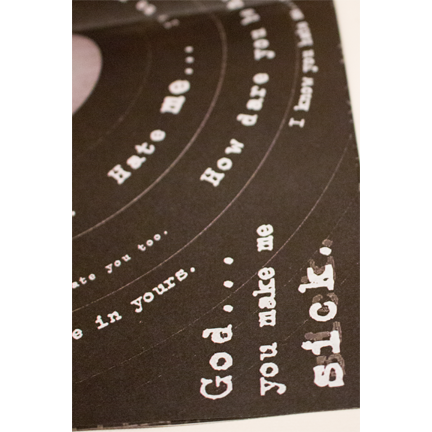 Hate me...
How dare you
I know you
ate you too.
e in yours.
God...
you make me
sick.